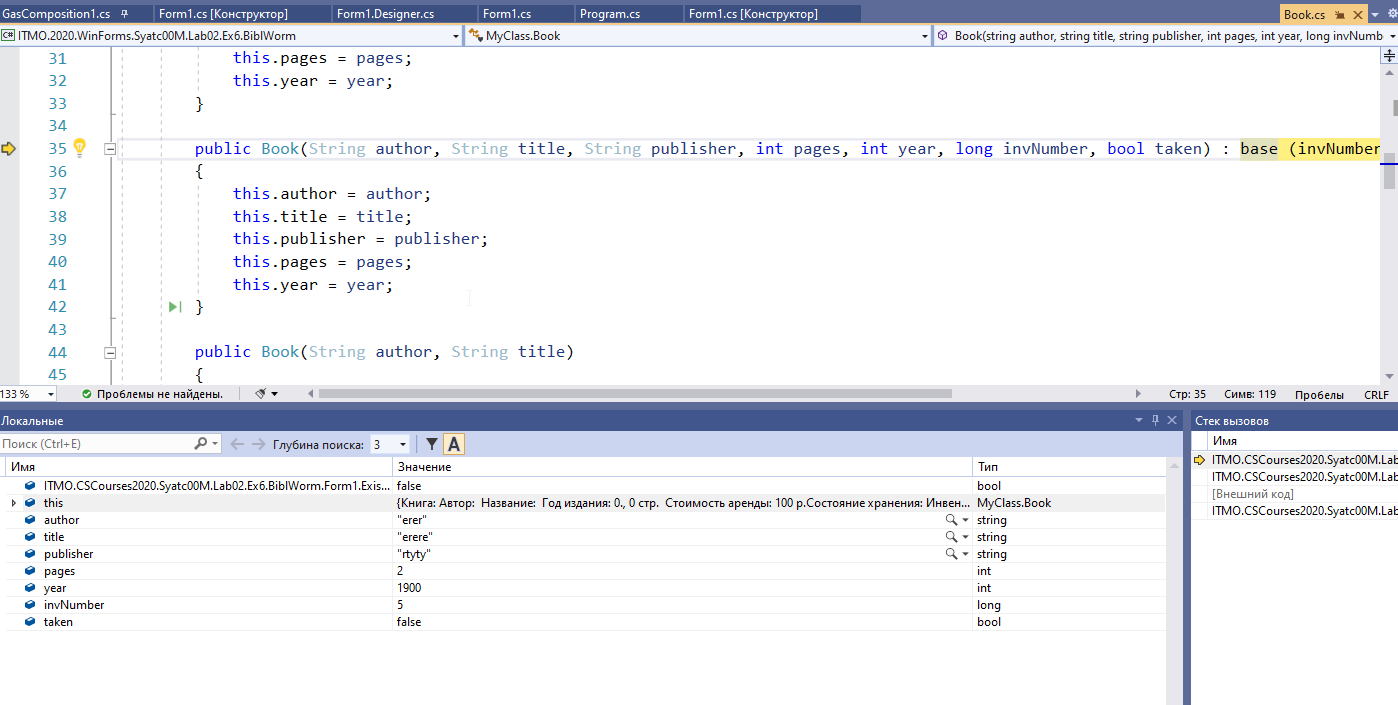 GasComposition1.cs Form1.cs [Конструктор] Form1.Designer.cs Form1.cs Program.cs Form1.cs [Конструктор] Book.cs
C# ITMO.2020.WinForms.Syatc00M.Lab02.Ex6.BiblWorm MyClass.Book Book(string author, string title, string publisher, int pages, int year, long invNumb
31 this.pages = pages;
32 this.year = year;
33 }
34
35 public Book(String author, String title, String publisher, int pages, int year, long invNumber, bool taken) : base (invNumber
36 {
37 this.author = author;
38 this.title = title;
39 this.publisher = publisher;
40 this.pages = pages;
41 this.year = year;
42 }
43
44 public Book(String author, String title)
45 {
133 % Проблемы не найдены. Стр: 35 Симв: 119 Пробелы CRLF
Локальные
Поиск (Ctrl+E) Глубина поиска: 3 A
Имя Значение Тип
ITMO.CSCourses2020.Syatc00M.Lab02.Ex6.BiblWorm.Form1.Exis... false bool
this {Книга: Автор: Название: Год издания: 0., 0 стр. Стоимость аренды: 100 р.Состояние хранения: Инвен... MyClass.Book
author "erer" string
title "erere" string
publisher "rtyty" string
pages 2 int
year 1900 int
invNumber 5 long
taken false bool
Стек вызовов
Имя
ITMO.CSCourses2020.Syatc00M.Lab
ITMO.CSCourses2020.Syatc00M.Lab
[Внешний код]
ITMO.CSCourses2020.Syatc00M.Lab